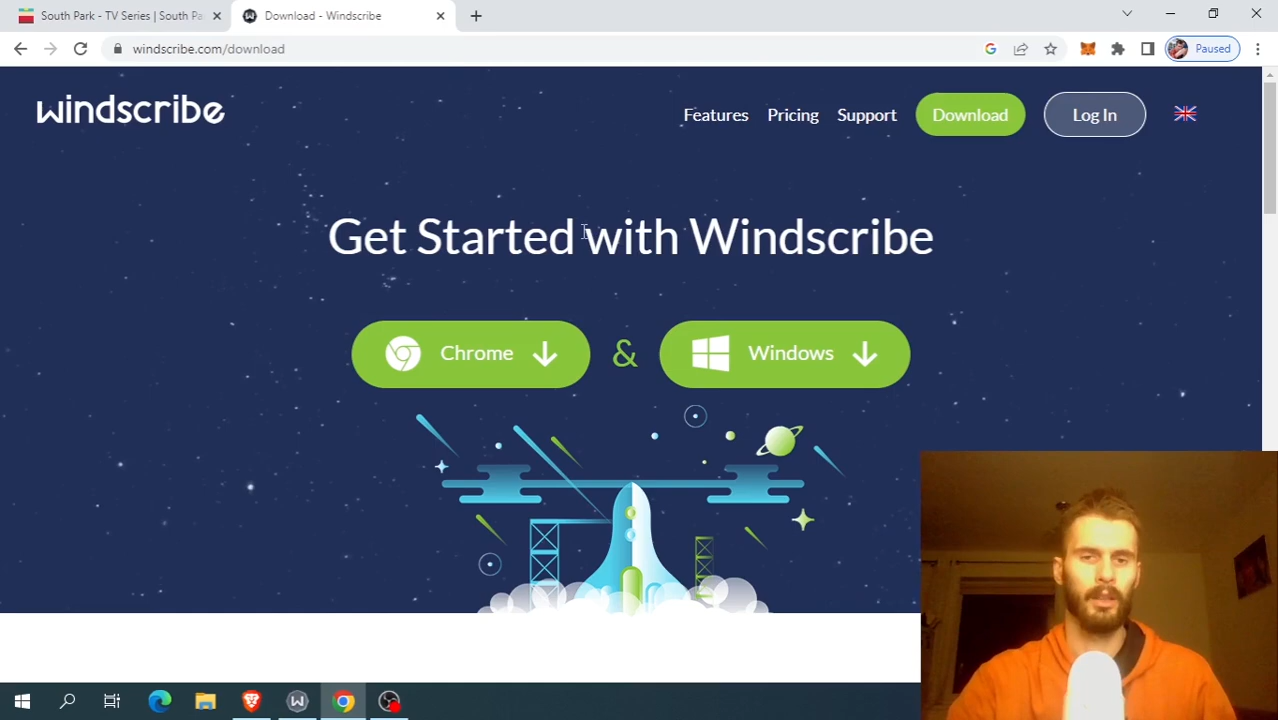 South Park - TV Series | South Pa
Download - Windscribe
windscribe.com/download
Paused
windscribe
Features
Pricing
Support
Download
Log In
Get Started with Windscribe
Chrome
&
Windows